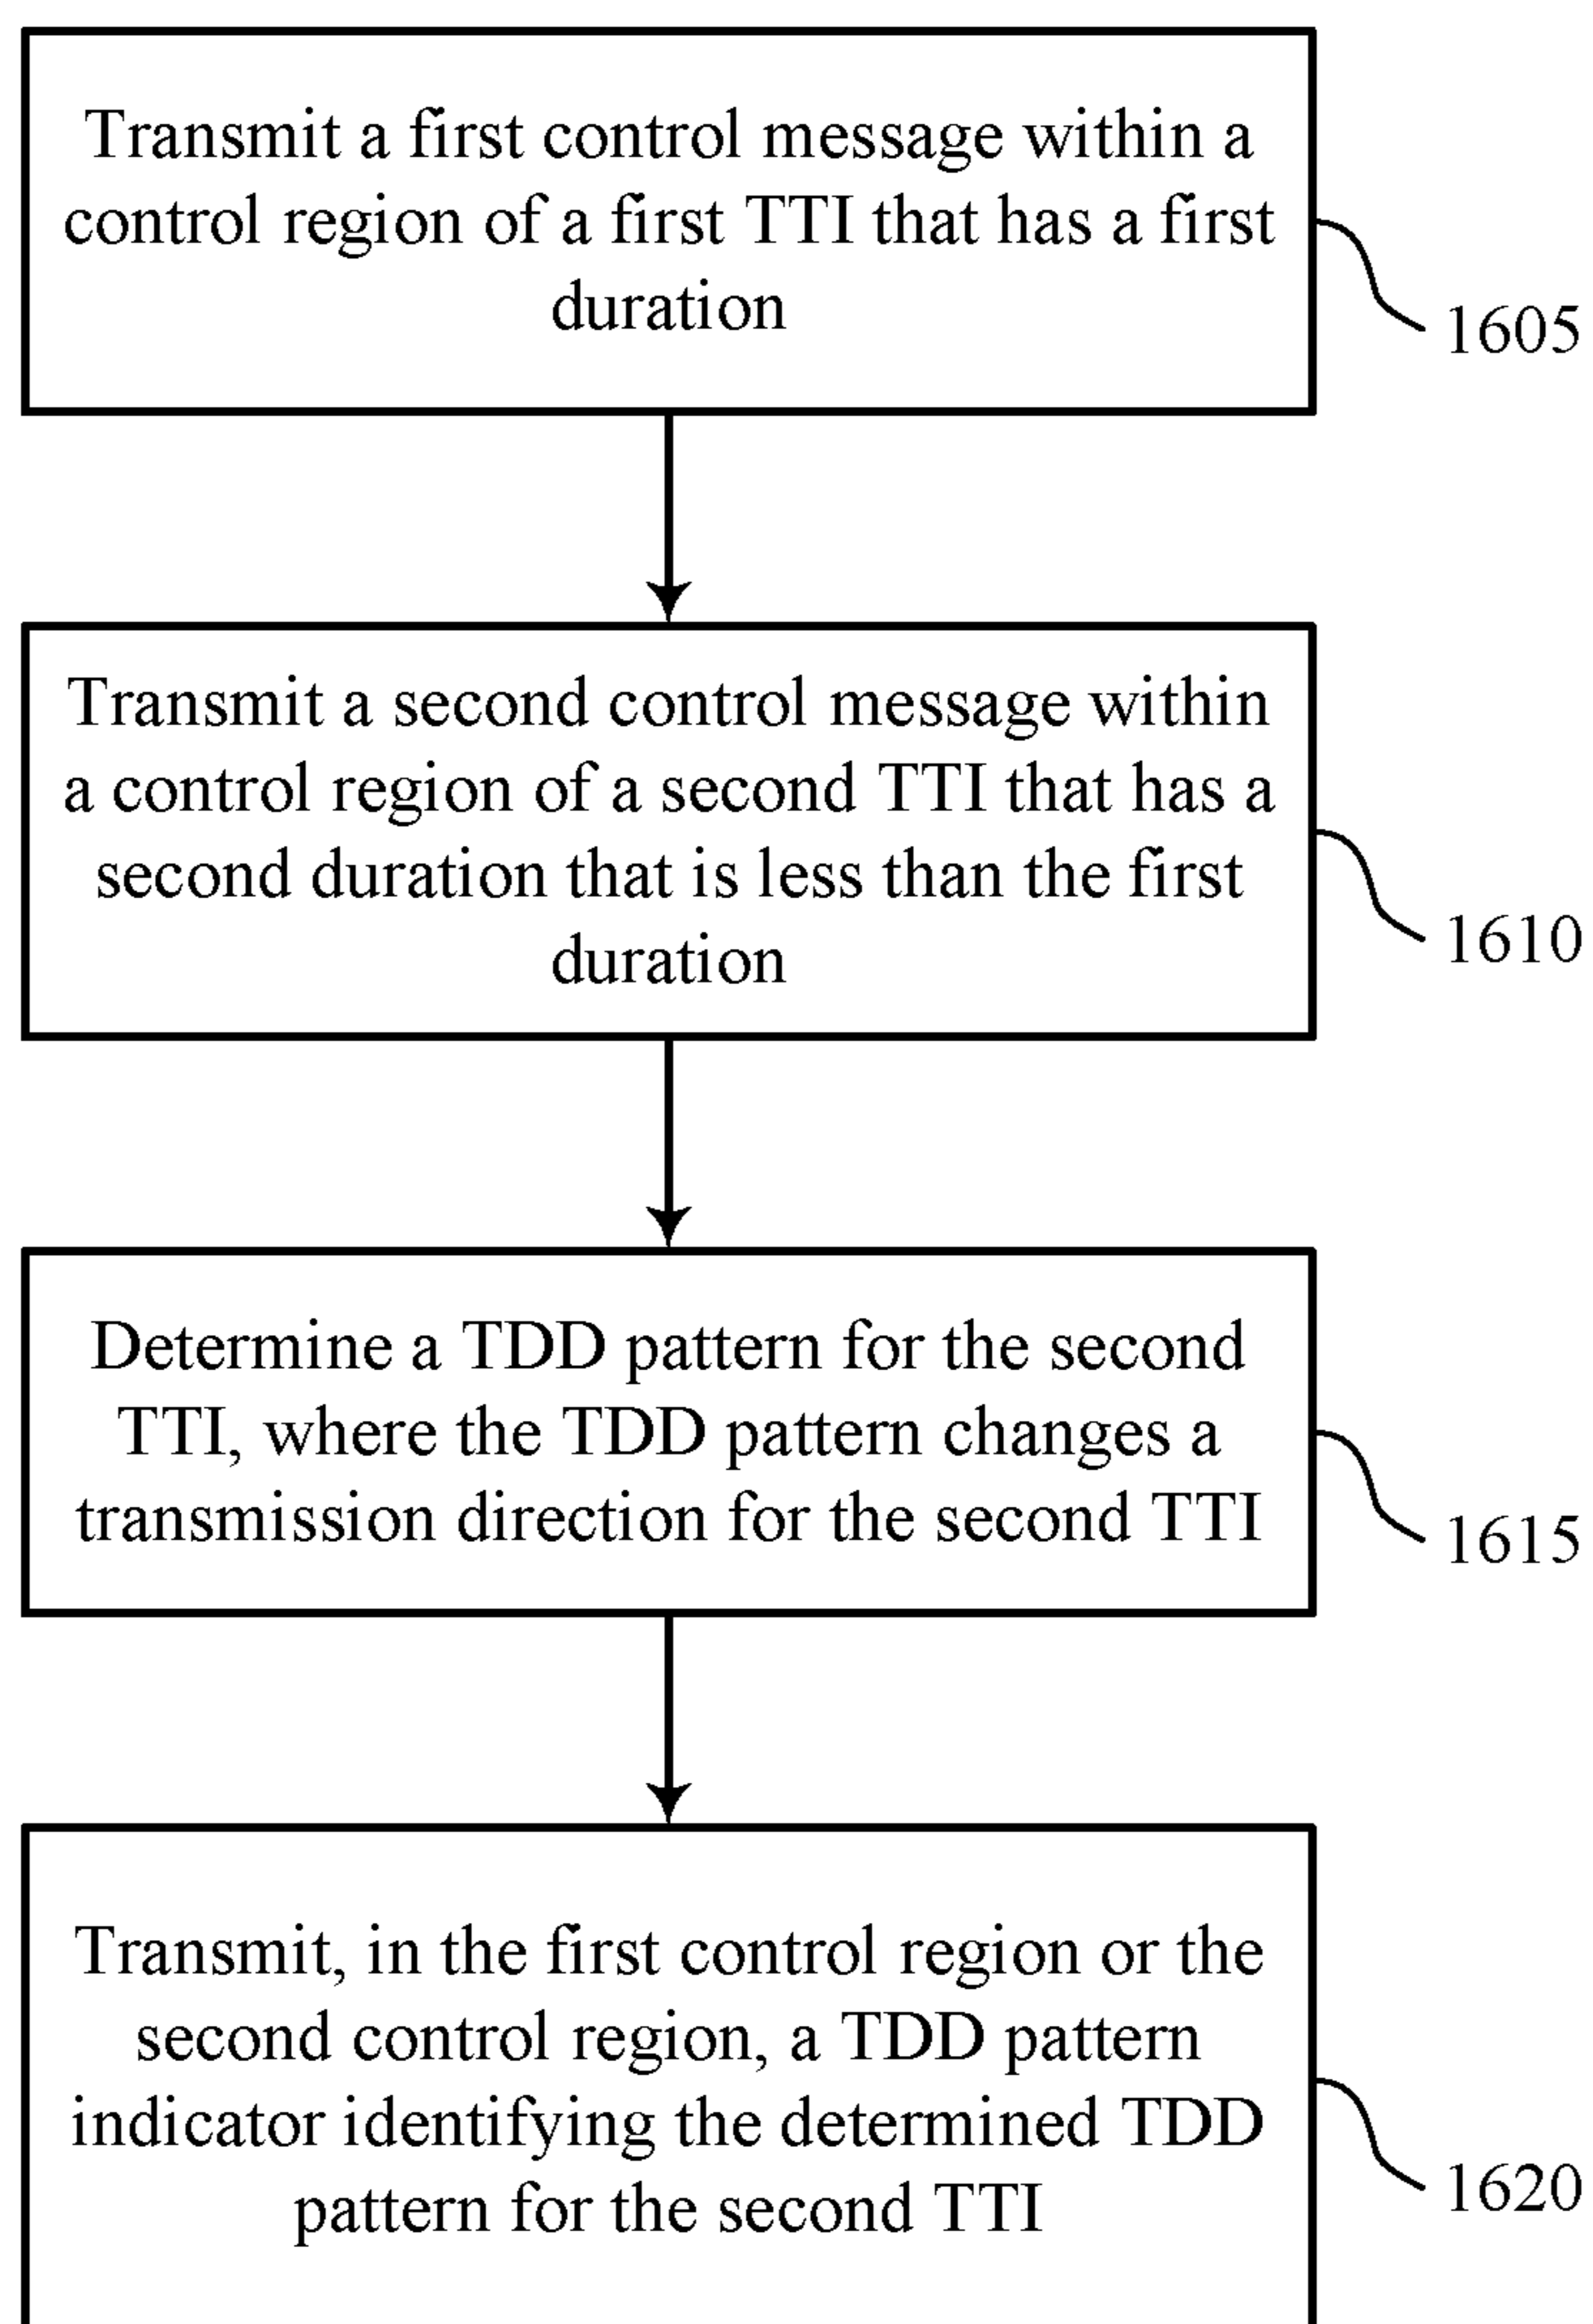 Transmit a first control message within a
control region of a first TTI that has a first
duration
1605
Transmit a second control message within
a control region of a second TTI that has a
second duration that is less than the first
duration
1610
Determine a TDD pattern for the second
TTI, where the TDD pattern changes a
transmission direction for the second TTI
1615
Transmit, in the first control region or the
second control region, a TDD pattern
indicator identifying the determined TDD
pattern for the second TTI
1620